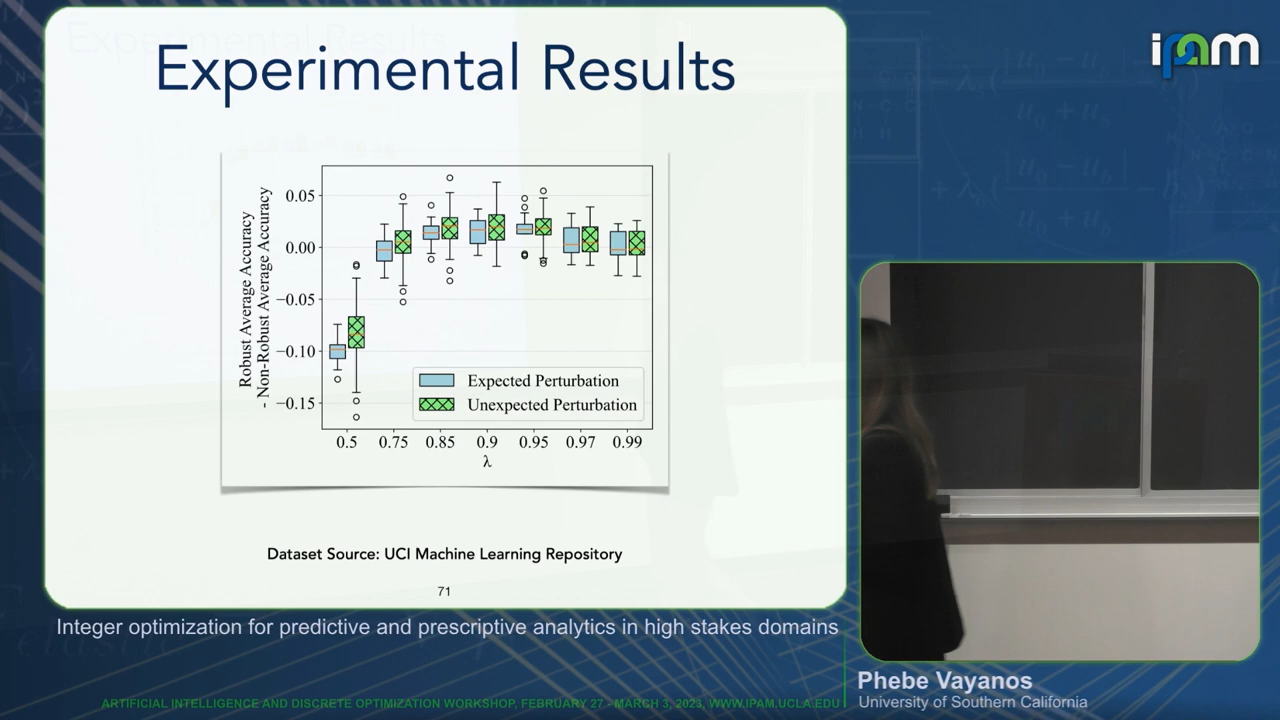 Experimental Results
ipam
Robust Average Accuracy
- Non-Robust Average Accuracy
0.05
0.00
−0.05
−0.10
−0.15
Expected Perturbation
Unexpected Perturbation
0.5 0.75 0.85 0.9 0.95 0.97 0.99
λ
Dataset Source: UCI Machine Learning Repository
71
Integer optimization for predictive and prescriptive analytics in high stakes domains
Phebe Vayanos
University of Southern California
ARTIFICIAL INTELLIGENCE AND DISCRETE OPTIMIZATION WORKSHOP, FEBRUARY 27 - MARCH 3, 2023, WWW.IPAM.UCLA.EDU